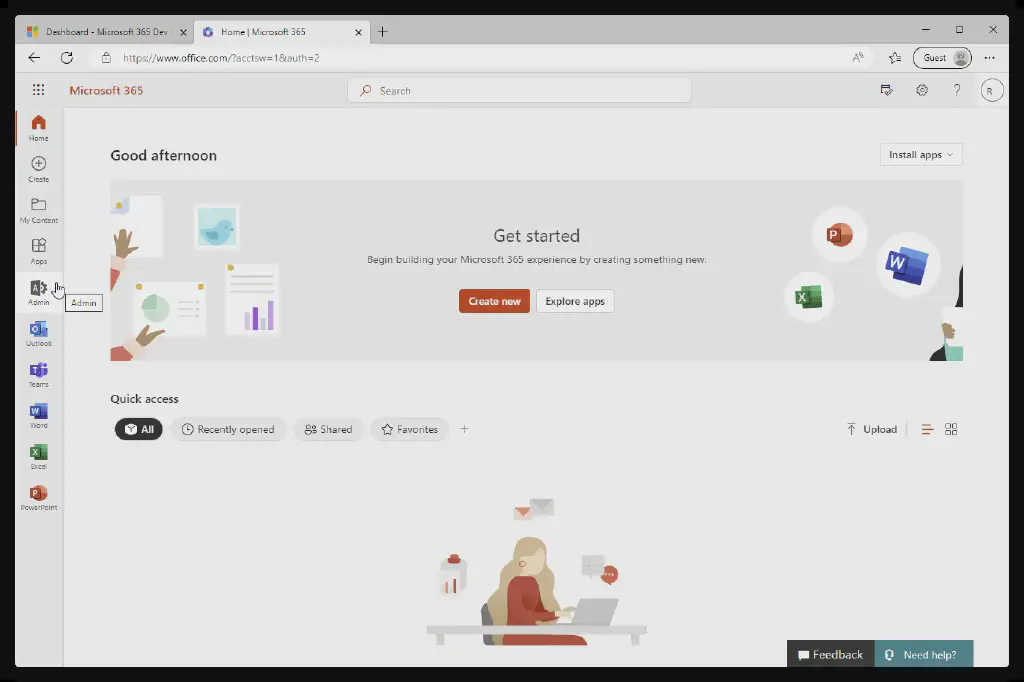 Dashboard - Microsoft 365 Dev
Home | Microsoft 365
https://www.office.com/?acctsw=1&auth=2
Guest
Microsoft 365
Search
R
Home
Create
My Content
Apps
Admin
Admin
Outlook
Teams
Word
Excel
PowerPoint
Good afternoon
Install apps
Get started
Begin building your Microsoft 365 experience by creating something new.
Create new
Explore apps
Quick access
All
Recently opened
Shared
Favorites
Upload
Feedback
Need help?